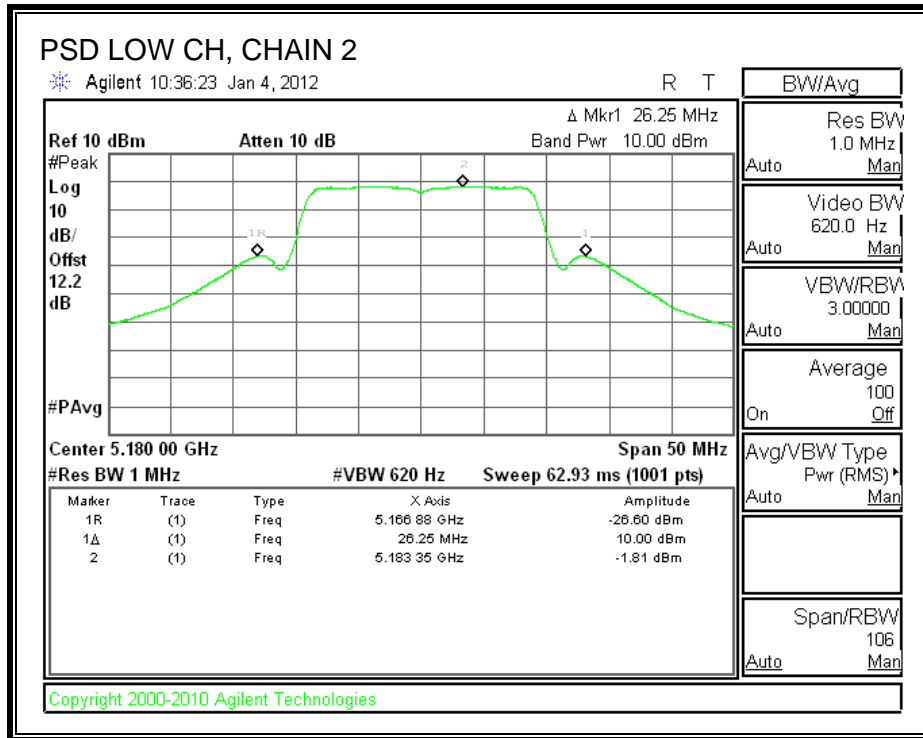 PSD LOW CH, CHAIN 2
Agilent 10:36:23 Jan 4, 2012 R T
Δ Mkr1 26.25 MHz
Ref 10 dBm Atten 10 dB Band Pwr 10.00 dBm
#Peak
Log
10
dB/
Offst
12.2
dB
#PAvg
1R
2
1
Center 5.180 00 GHz Span 50 MHz
#Res BW 1 MHz #VBW 620 Hz Sweep 62.93 ms (1001 pts)
Marker Trace Type X Axis Amplitude
1R (1) Freq 5.166 88 GHz -26.60 dBm
1Δ (1) Freq 26.25 MHz 10.00 dBm
2 (1) Freq 5.183 35 GHz -1.81 dBm
BW/Avg
Res BW
1.0 MHz
Auto Man
Video BW
620.0 Hz
Auto Man
VBW/RBW
3.00000
Auto Man
Average
100
On Off
Avg/VBW Type
Pwr (RMS)
Auto Man
Span/RBW
106
Auto Man
Copyright 2000-2010 Agilent Technologies